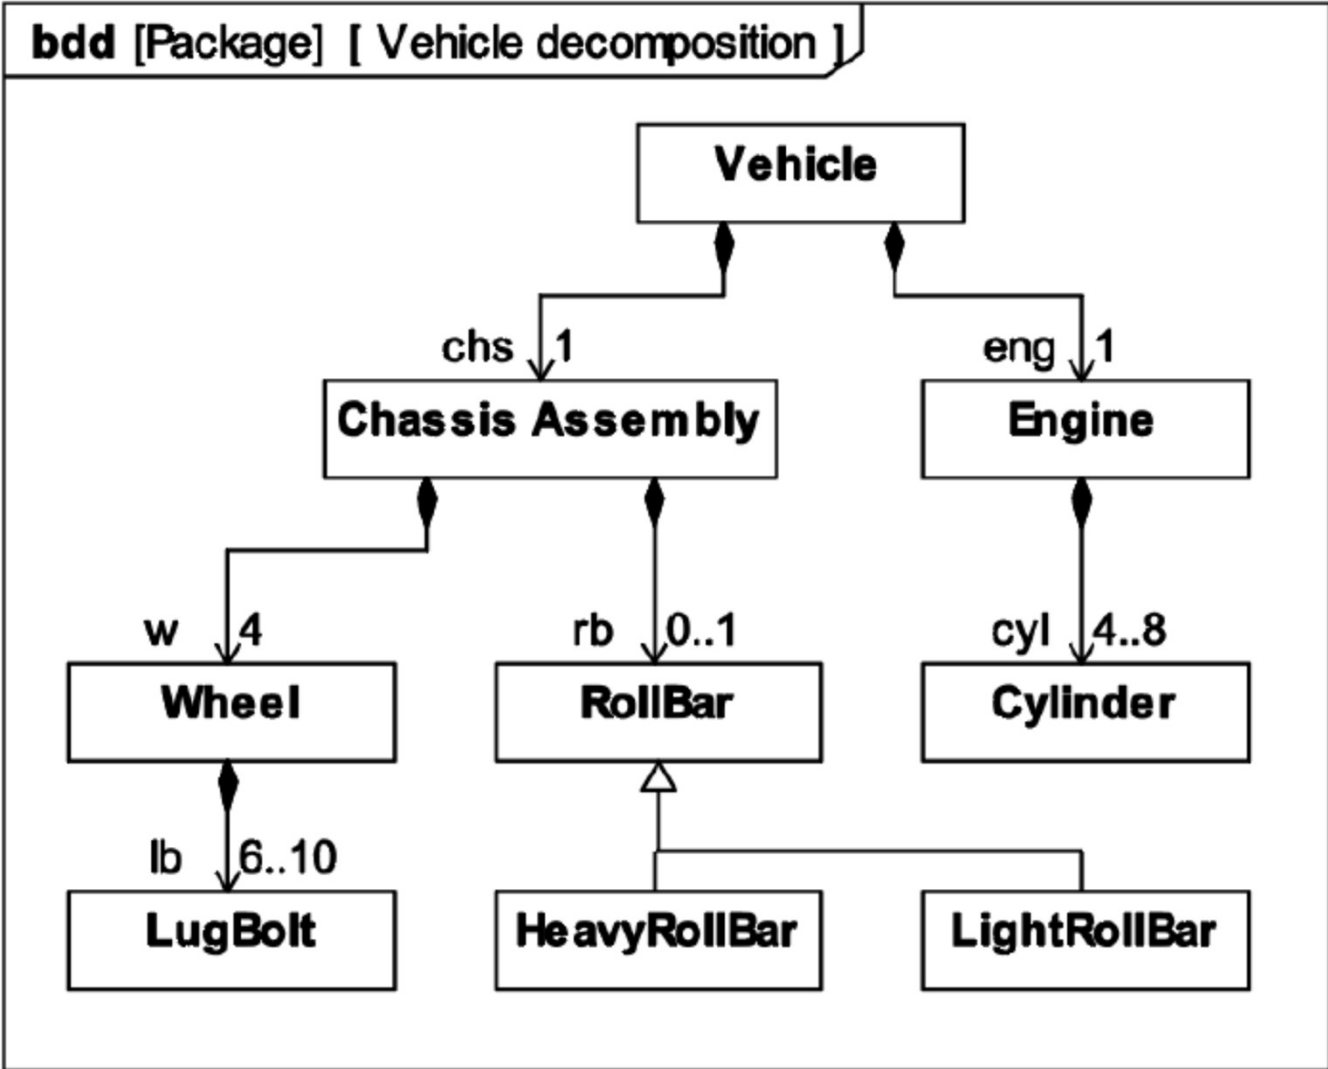 bdd [Package] [ Vehicle decomposition ]
Vehicle
chs 1
eng 1
Chassis Assembly
Engine
w 4
rb 0..1
cyl 4..8
Wheel
RollBar
Cylinder
lb 6..10
LugBolt
HeavyRollBar
LightRollBar